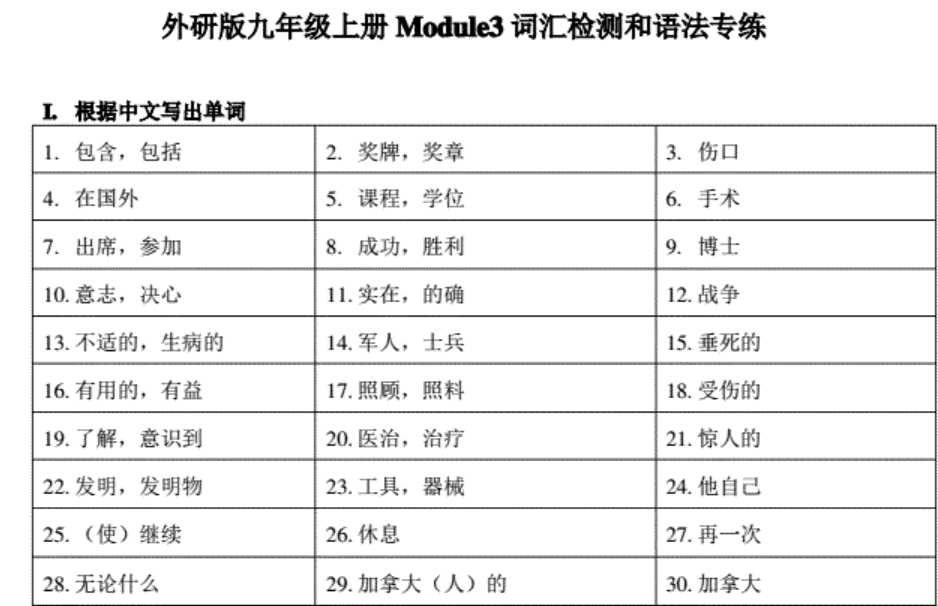 外研版九年级上册 Module3 词汇检测和语法专练
I. 根据中文写出单词
1. 包含，包括 2. 奖牌，奖章 3. 伤口
4. 在国外 5. 课程，学位 6. 手术
7. 出席，参加 8. 成功，胜利 9. 博士
10. 意志，决心 11. 实在，的确 12. 战争
13. 不适的，生病的 14. 军人，士兵 15. 垂死的
16. 有用的，有益 17. 照顾，照料 18. 受伤的
19. 了解，意识到 20. 医治，治疗 21. 惊人的
22. 发明，发明物 23. 工具，器械 24. 他自己
25.（使）继续 26. 休息 27. 再一次
28. 无论什么 29. 加拿大（人）的 30. 加拿大